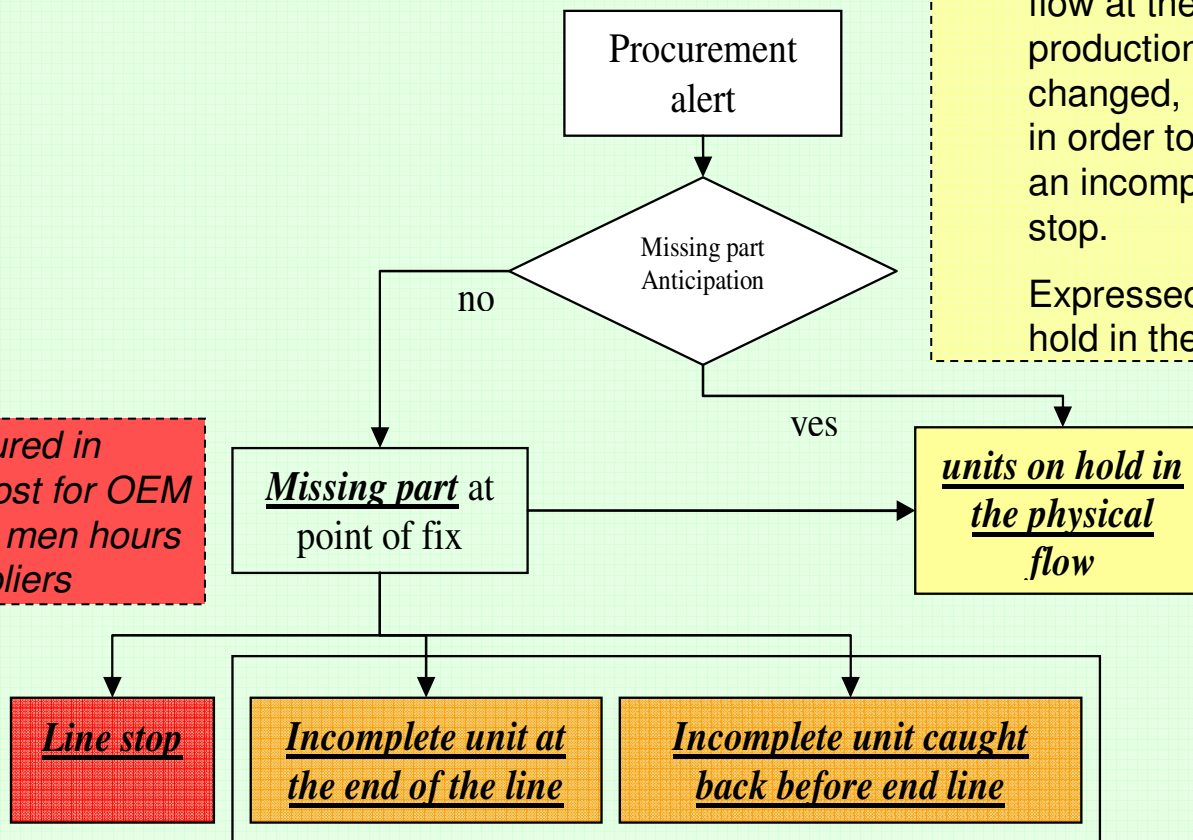 Procurement
alert
flow at the
production
changed,
in order to
an incomp
stop.
Expressed
hold in the
Missing part
Anticipation
no
yes
ured in
ost for OEM
men hours
pliers
Missing part at
point of fix
units on hold in
the physical
flow
Line stop
Incomplete unit at
the end of the line
Incomplete unit caught
back before end line